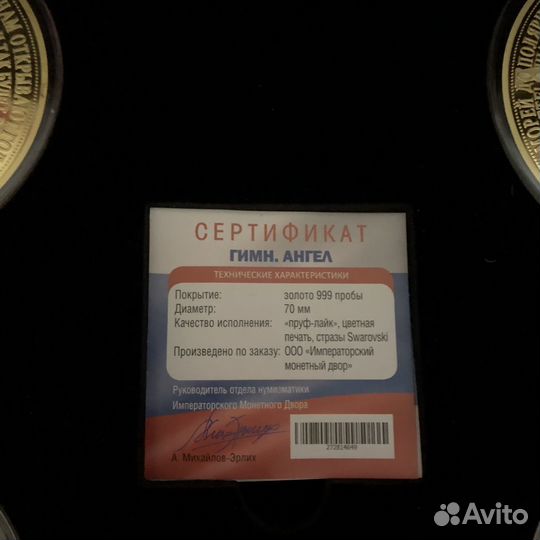 СЕРТИФИКАТ
ГИМН. АНГЕЛ
ТЕХНИЧЕСКИЕ ХАРАКТЕРИСТИКИ
Покрытие: золото 999 пробы
Диаметр: 70 мм
Качество исполнения: «пруф-лайк», цветная
печать, стразы Swarovski
Произведено по заказу: ООО «Императорский
монетный двор»
Руководитель отдела нумизматики
Императорского Монетного Двора
А. Михайлов-Эрлих
272814649
Avito